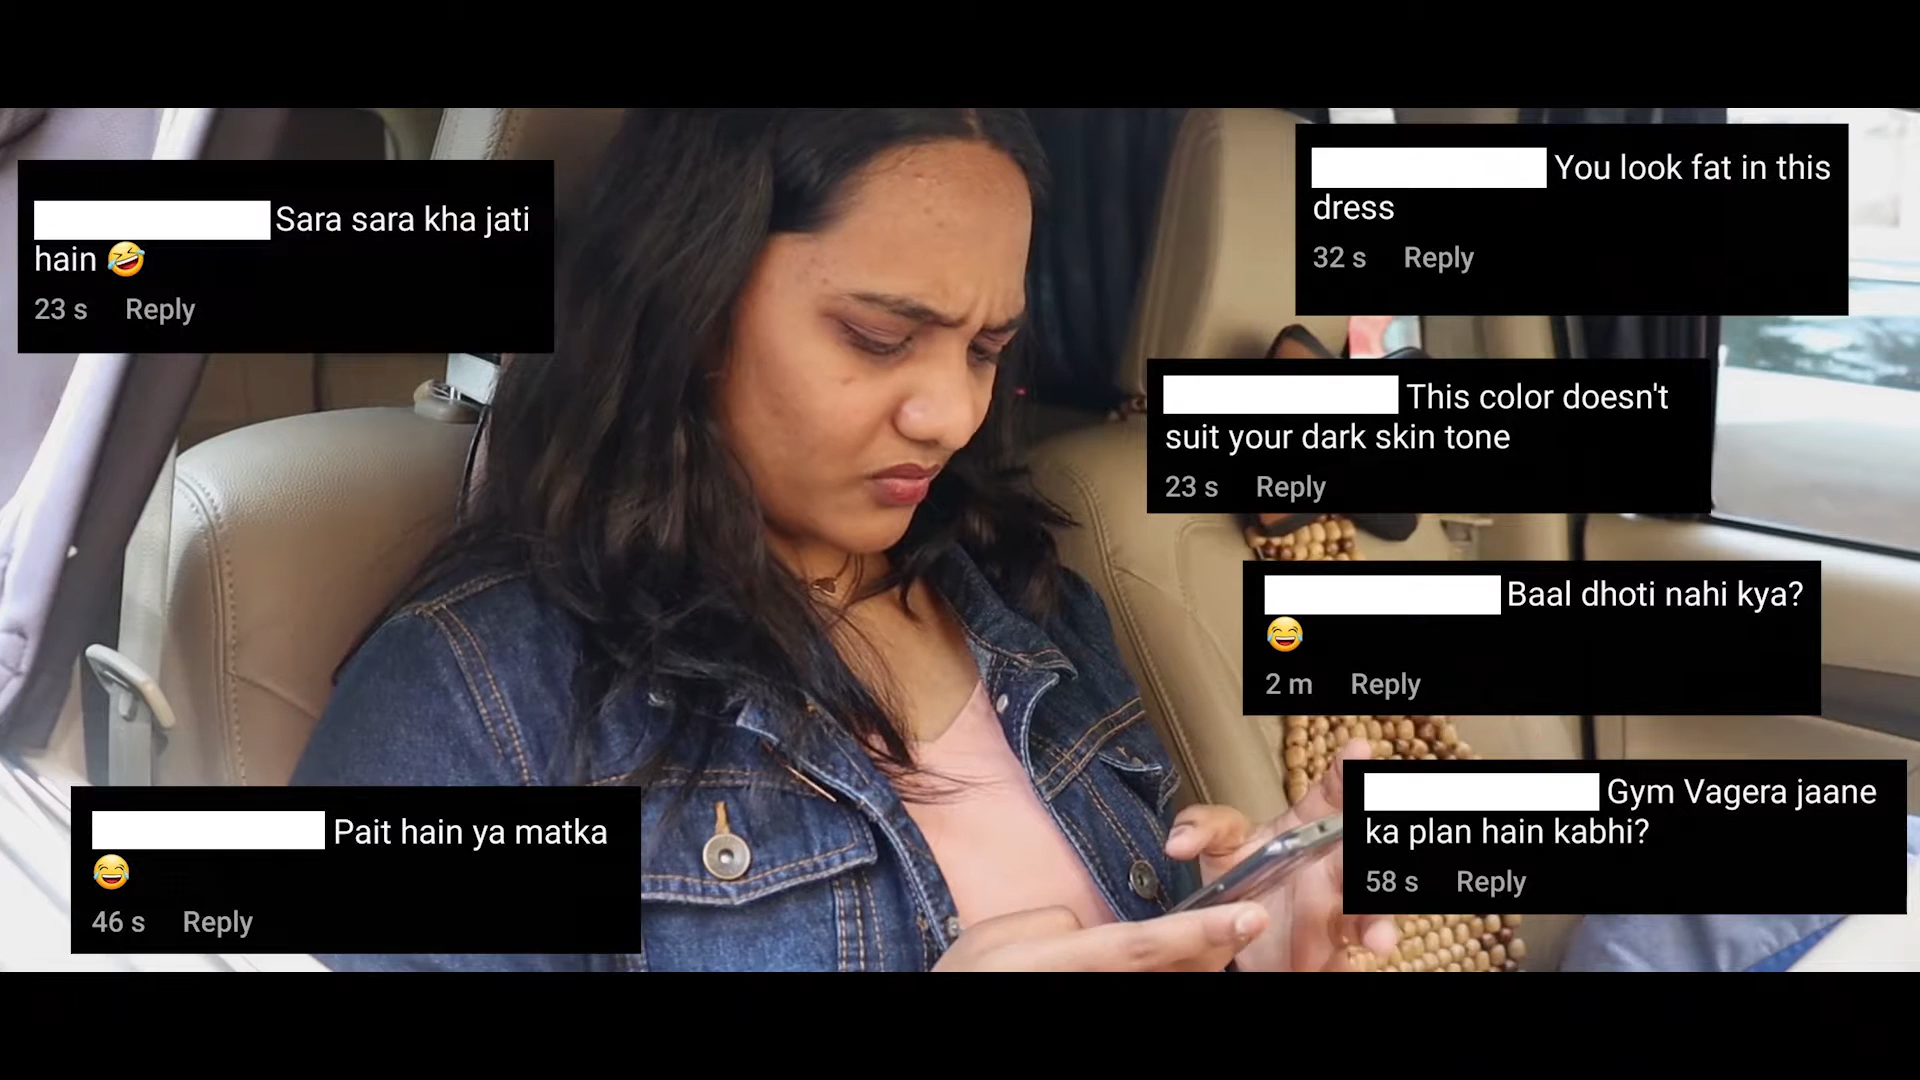 Sara sara kha jati
hain 🤣
23 s Reply
You look fat in this
dress
32 s Reply
This color doesn't
suit your dark skin tone
23 s Reply
Baal dhoti nahi kya?
😂
2 m Reply
Pait hain ya matka
😂
46 s Reply
Gym Vagera jaane
ka plan hain kabhi?
58 s Reply